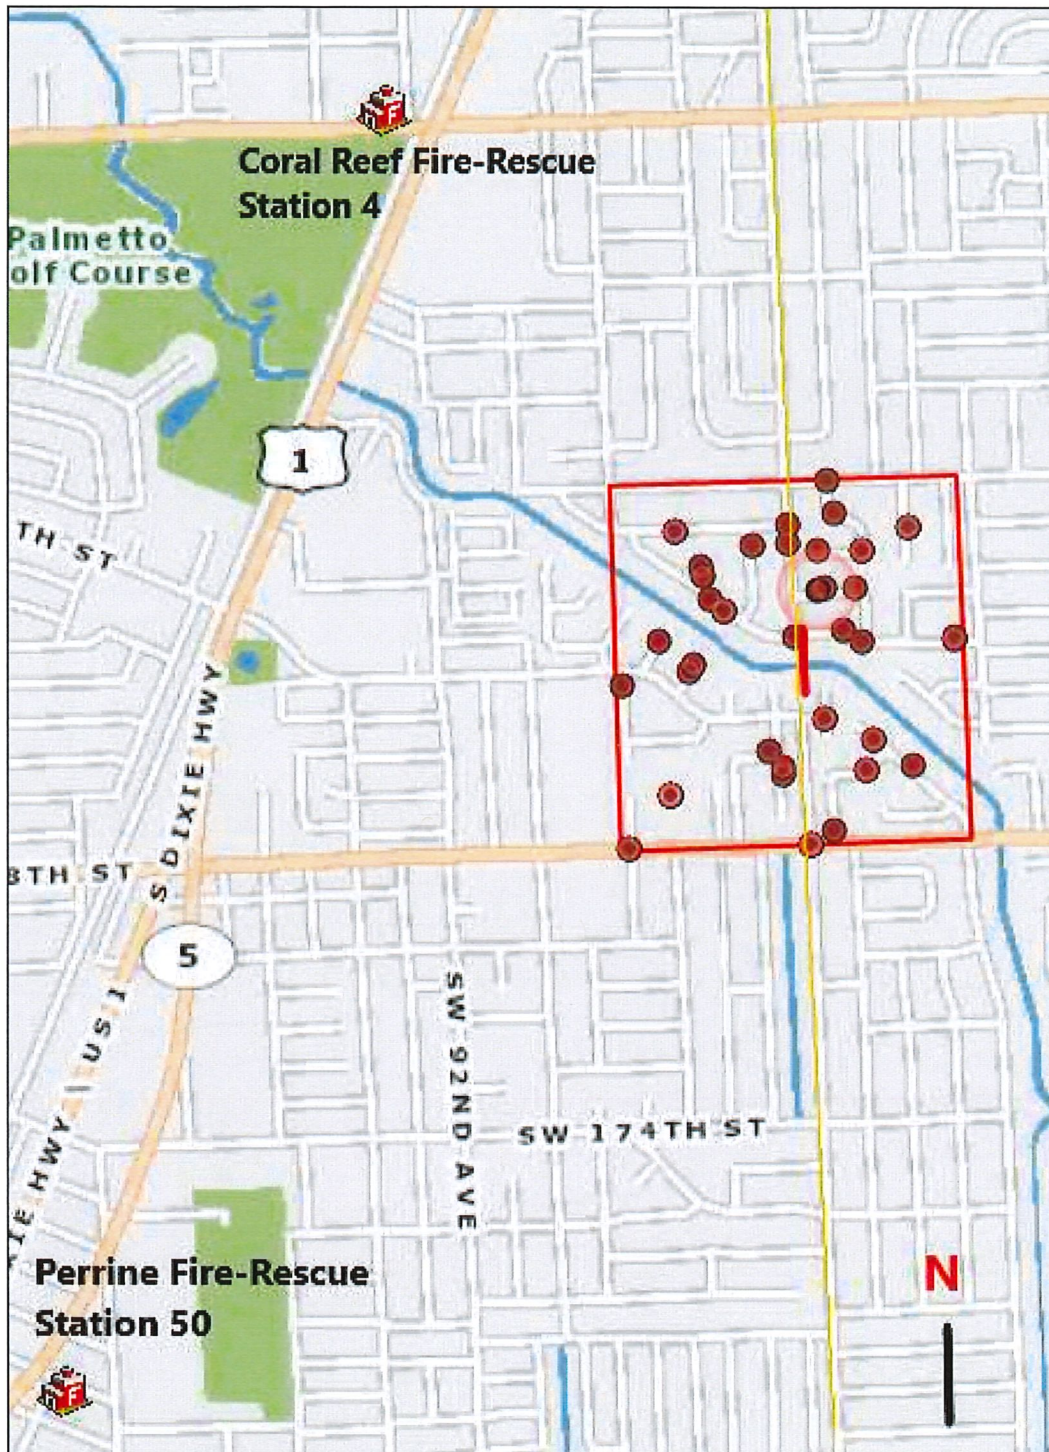 Coral Reef Fire-Rescue
Station 4
Palmetto
olf Course
1
TH ST
S DIXIE HWY
8TH ST
5
SW 92ND AVE
IXIE HWY | US 1
SW 174TH ST
Perrine Fire-Rescue
Station 50
N
F
F